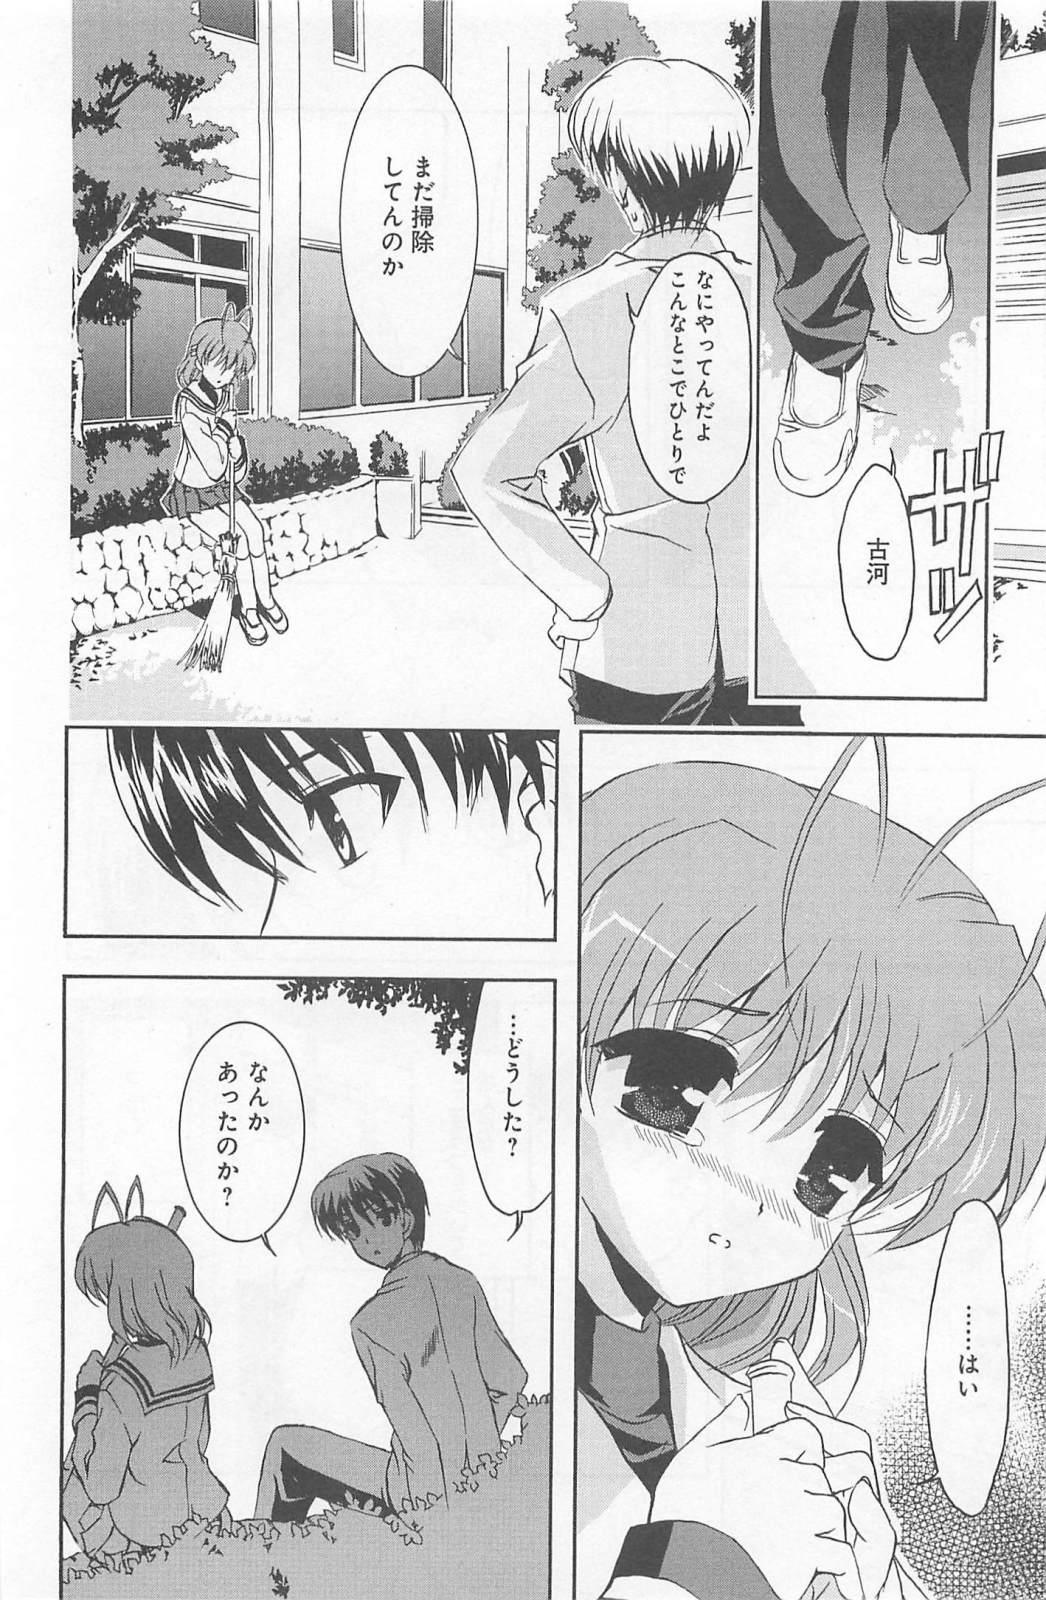 古河
ザッ
なにやってんだよ
こんなとこでひとりで
まだ掃除
してんのか
……はい
…どうした？
なんか
あったのか？